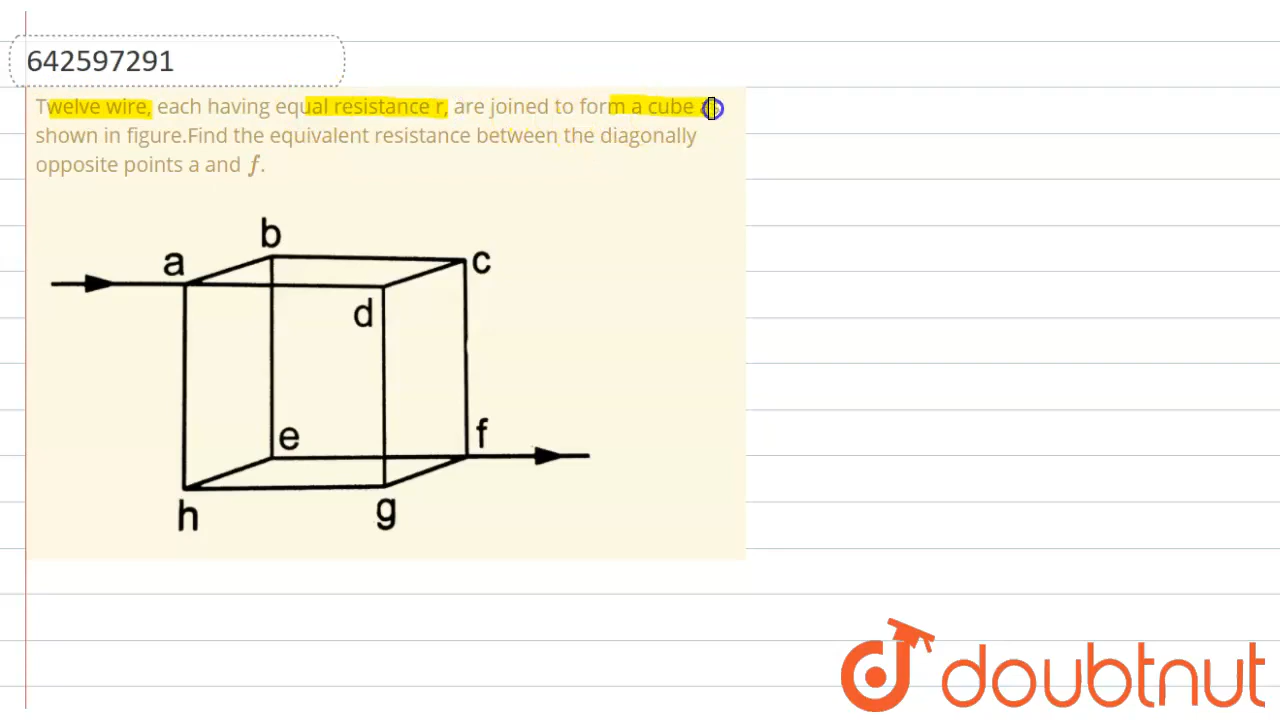 642597291
Twelve wire, each having equal resistance r, are joined to form a cube as
shown in figure.Find the equivalent resistance between the diagonally
opposite points a and f.
b
a
c
d
e
f
h
g
doubtnut